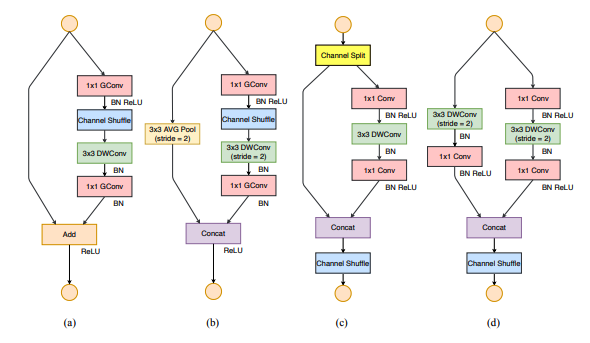 1x1 GConv
BN ReLU
Channel Shuffle
3x3 DWConv
BN
1x1 GConv
BN
Add
ReLU
(a)
1x1 GConv
BN ReLU
Channel Shuffle
3x3 AVG Pool
(stride = 2)
3x3 DWConv
(stride = 2)
BN
1x1 GConv
BN
Concat
ReLU
(b)
Channel Split
1x1 Conv
BN ReLU
3x3 DWConv
BN
1x1 Conv
BN ReLU
Concat
Channel Shuffle
(c)
3x3 DWConv
(stride = 2)
BN
1x1 Conv
BN ReLU
1x1 Conv
BN ReLU
3x3 DWConv
(stride = 2)
BN
1x1 Conv
BN ReLU
Concat
Channel Shuffle
(d)